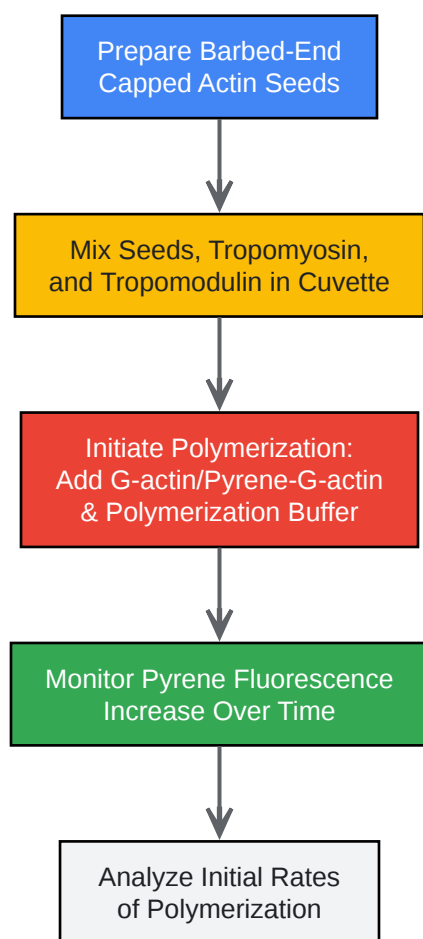 Prepare Barbed-End
Capped Actin Seeds
Mix Seeds, Tropomyosin,
and Tropomodulin in Cuvette
Initiate Polymerization:
Add G-actin/Pyrene-G-actin
& Polymerization Buffer
Monitor Pyrene Fluorescence
Increase Over Time
Analyze Initial Rates
of Polymerization